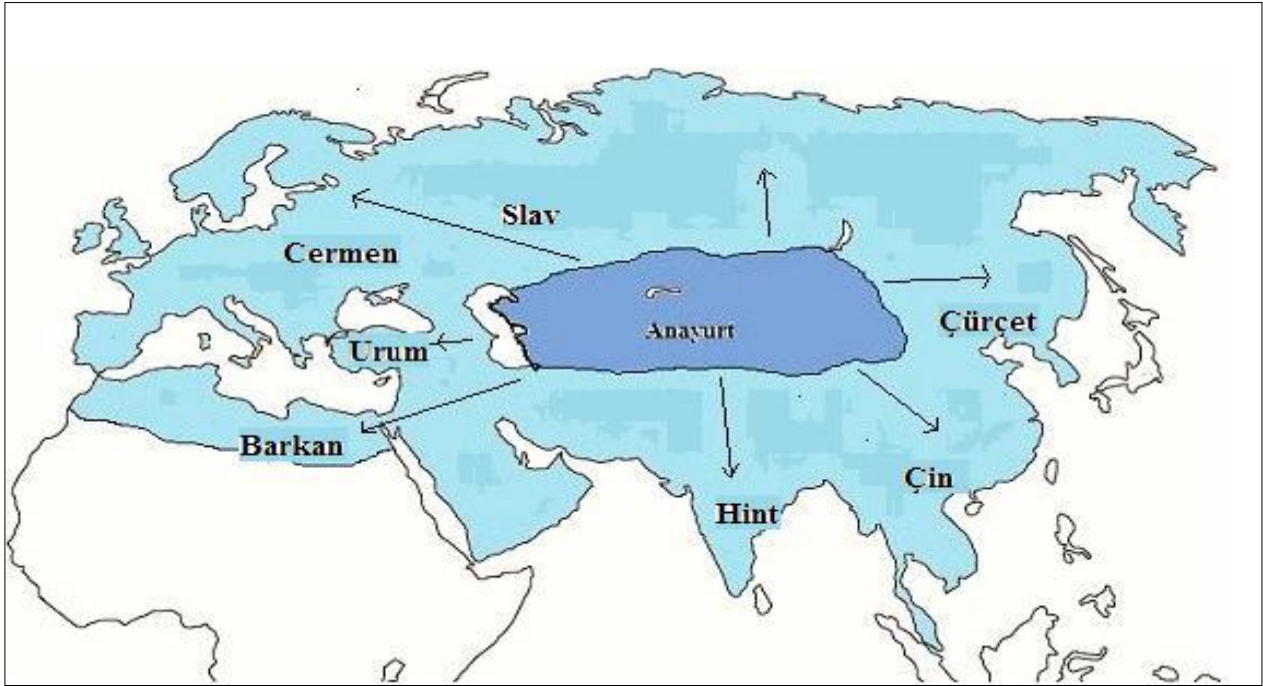 Slav
Cermen
Çürçet
Anayurt
Urum
Barkan
Çin
Hint